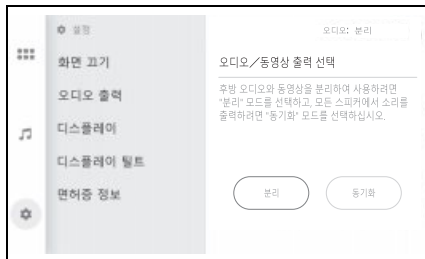 설정
화면 끄기
오디오 출력
디스플레이
디스플레이 틸트
면허증 정보
오디오: 분리
오디오/동영상 출력 선택
후방 오디오와 동영상을 분리하여 사용하려면
"분리" 모드를 선택하고, 모든 스피커에서 소리를
출력하려면 "동기화" 모드를 선택하십시오.
분리
동기화